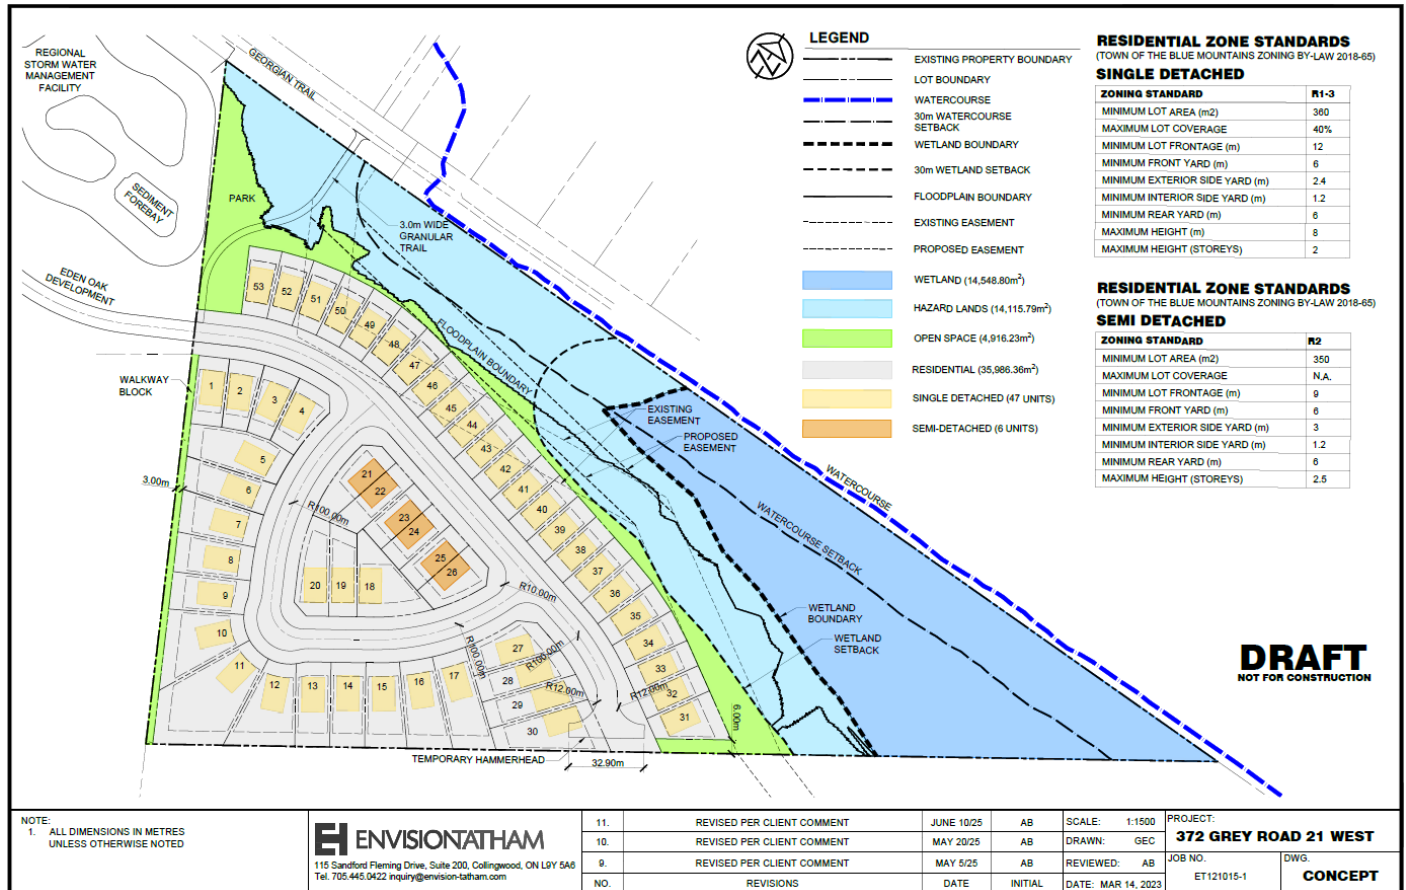 REGIONAL
STORM WATER
MANAGEMENT
FACILITY
GEORGIAN TRAIL
SEDIMENT
FOREBAY
PARK
3.0m WIDE
GRANULAR
TRAIL
EDEN OAK
DEVELOPMENT
FLOODPLAIN BOUNDARY
WALKWAY
BLOCK
EXISTING
EASEMENT
PROPOSED
EASEMENT
WATERCOURSE
WATERCOURSE SETBACK
WETLAND
BOUNDARY
WETLAND
SETBACK
3.00m
R100.00m
R10.00m
R100.00m
R12.00m
R12.00m
6.00m
32.90m
TEMPORARY HAMMERHEAD
1
2
3
4
5
6
7
8
9
10
11
12
13
14
15
16
17
18
19
20
21
22
23
24
25
26
27
28
29
30
31
32
33
34
35
36
37
38
39
40
41
42
43
44
45
46
47
48
49
50
51
52
53
LEGEND
EXISTING PROPERTY BOUNDARY
LOT BOUNDARY
WATERCOURSE
30m WATERCOURSE
SETBACK
WETLAND BOUNDARY
30m WETLAND SETBACK
FLOODPLAIN BOUNDARY
EXISTING EASEMENT
PROPOSED EASEMENT
WETLAND (14,548.80m²)
HAZARD LANDS (14,115.79m²)
OPEN SPACE (4,916.23m²)
RESIDENTIAL (35,986.36m²)
SINGLE DETACHED (47 UNITS)
SEMI-DETACHED (6 UNITS)
RESIDENTIAL ZONE STANDARDS
(TOWN OF THE BLUE MOUNTAINS ZONING BY-LAW 2018-65)
SINGLE DETACHED
ZONING STANDARD R1-3
MINIMUM LOT AREA (m2) 360
MAXIMUM LOT COVERAGE 40%
MINIMUM LOT FRONTAGE (m) 12
MINIMUM FRONT YARD (m) 6
MINIMUM EXTERIOR SIDE YARD (m) 2.4
MINIMUM INTERIOR SIDE YARD (m) 1.2
MINIMUM REAR YARD (m) 6
MAXIMUM HEIGHT (m) 8
MAXIMUM HEIGHT (STOREYS) 2
RESIDENTIAL ZONE STANDARDS
(TOWN OF THE BLUE MOUNTAINS ZONING BY-LAW 2018-65)
SEMI DETACHED
ZONING STANDARD R2
MINIMUM LOT AREA (m2) 350
MAXIMUM LOT COVERAGE N.A.
MINIMUM LOT FRONTAGE (m) 9
MINIMUM FRONT YARD (m) 6
MINIMUM EXTERIOR SIDE YARD (m) 3
MINIMUM INTERIOR SIDE YARD (m) 1.2
MINIMUM REAR YARD (m) 6
MAXIMUM HEIGHT (STOREYS) 2.5
DRAFT
NOT FOR CONSTRUCTION
NOTE:
1. ALL DIMENSIONS IN METRES
UNLESS OTHERWISE NOTED
ENVISIONTATHAM
115 Sandford Fleming Drive, Suite 200, Collingwood, ON L9Y 5A6
Tel. 705.445.0422 inquiry@envision-tatham.com
11. REVISED PER CLIENT COMMENT JUNE 10/25 AB
10. REVISED PER CLIENT COMMENT MAY 20/25 AB
9. REVISED PER CLIENT COMMENT MAY 5/25 AB
NO. REVISIONS DATE INITIAL
SCALE: 1:1500
DRAWN: GEC
REVIEWED: AB
DATE: MAR 14, 2023
PROJECT:
372 GREY ROAD 21 WEST
JOB NO.
ET121015-1
DWG.
CONCEPT